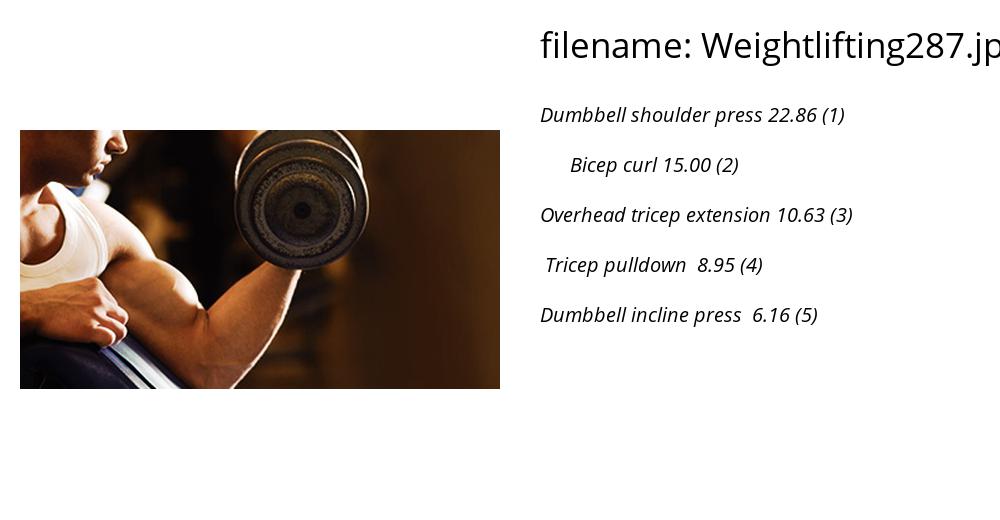 filename: Weightlifting287.jp
Dumbbell shoulder press 22.86 (1)
Bicep curl 15.00 (2)
Overhead tricep extension 10.63 (3)
Tricep pulldown  8.95 (4)
Dumbbell incline press  6.16 (5)